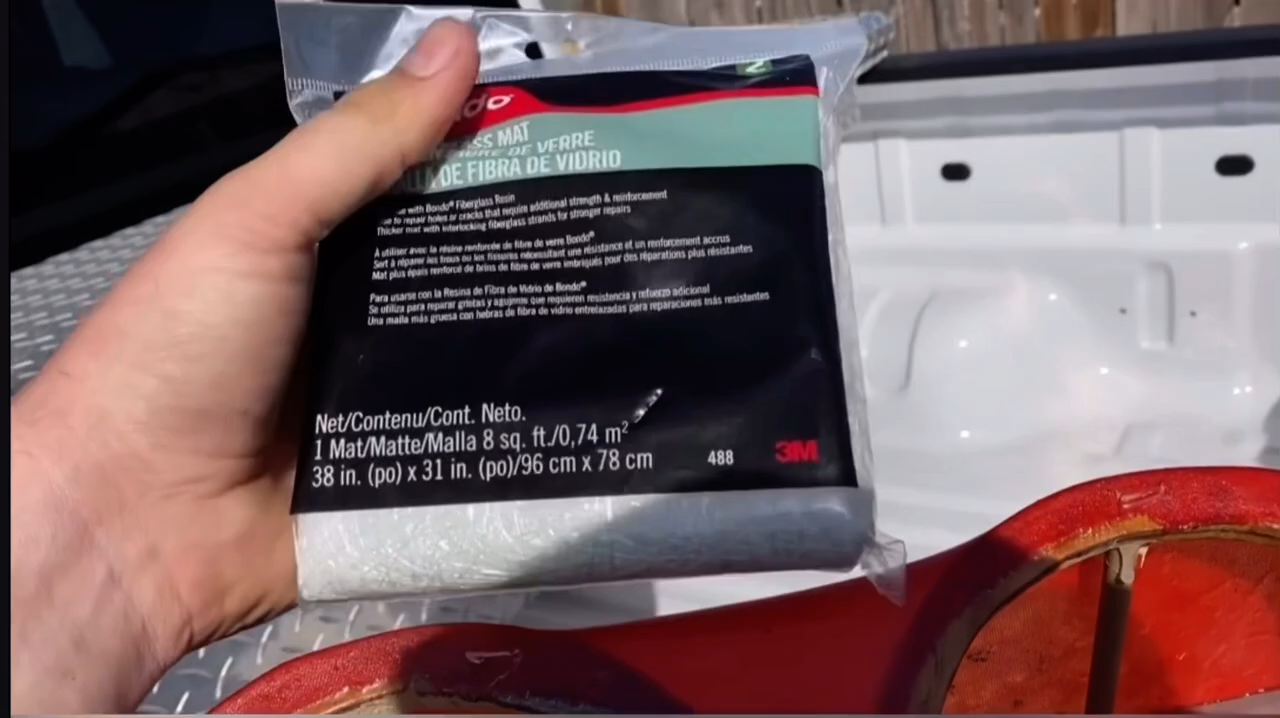 2
ndo
SS MAT
DE VERRE
DE FIBRA DE VIDRIO
with Bondo® Fiberglass Resin
to repair holes or cracks that require additional strength & reinforcement
Thicker mat with interlocking fiberglass strands for stronger repairs
À utiliser avec la résine renforcée de fibre de verre Bondo®
Sert à réparer les trous ou les fissures nécessitant une résistance et un renforcement accrus
Mat plus épais renforcé de brins de fibre de verre imbriqués pour des réparations plus résistantes
Para usarse con la Resina de Fibra de Vidrio de Bondo®
Se utiliza para reparar grietas y agujeros que requieren resistencia y refuerzo adicional
Una malla más gruesa con hebras de fibra de vidrio entrelazadas para reparaciones más resistentes
Net/Contenu/Cont. Neto.
1 Mat/Matte/Malla 8 sq. ft./0,74 m²
38 in. (po) x 31 in. (po)/96 cm x 78 cm
488
3M